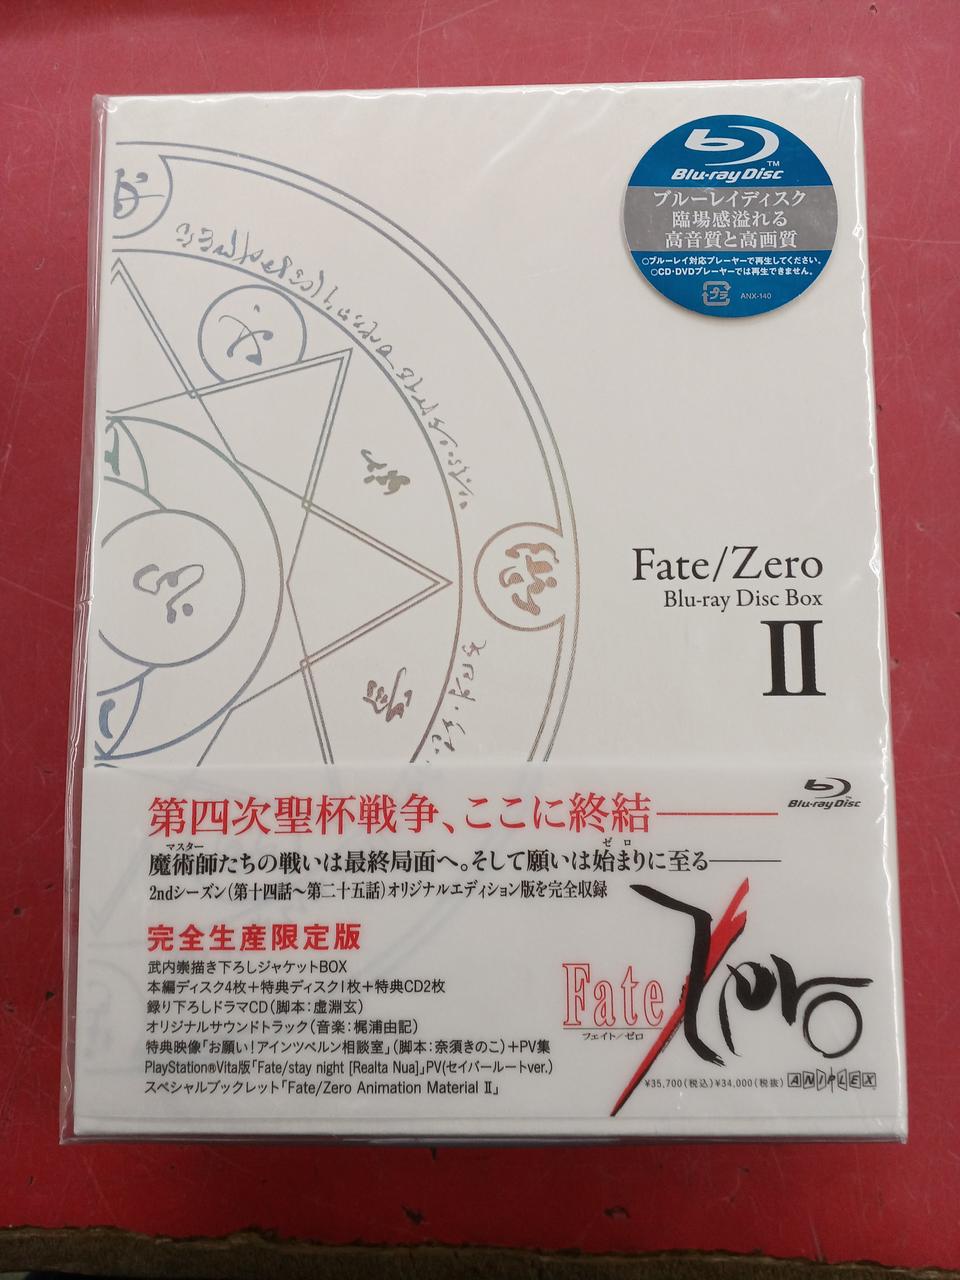 Blu-ray Disc™
ブルーレイディスク
臨場感溢れる
高音質と高画質
○ブルーレイ対応プレーヤーで再生してください。
○CD・DVDプレーヤーでは再生できません。
プラ
ANX-140
Fate/Zero
Blu-ray Disc Box
II
Blu-ray Disc™
第四次聖杯戦争、ここに終結―――
マスター ゼロ
魔術師たちの戦いは最終局面へ。そして願いは始まりに至る――
2ndシーズン(第十四話～第二十五話)オリジナルエディション版を完全収録
完全生産限定版
武内崇描き下ろしジャケットBOX
本編ディスク4枚＋特典ディスク1枚＋特典CD2枚
録り下ろしドラマCD(脚本:虚淵玄)
オリジナルサウンドトラック(音楽:梶浦由記)
特典映像「お願い!アインツベルン相談室」(脚本:奈須きのこ)＋PV集
PlayStation®Vita版「Fate/stay night [Realta Nua]」PV(セイバールートver.)
スペシャルブックレット「Fate/Zero Animation Material II」
Fate/Zero
フェイト/ゼロ
¥35,700(税込)¥34,000(税抜)
ANIPLEX